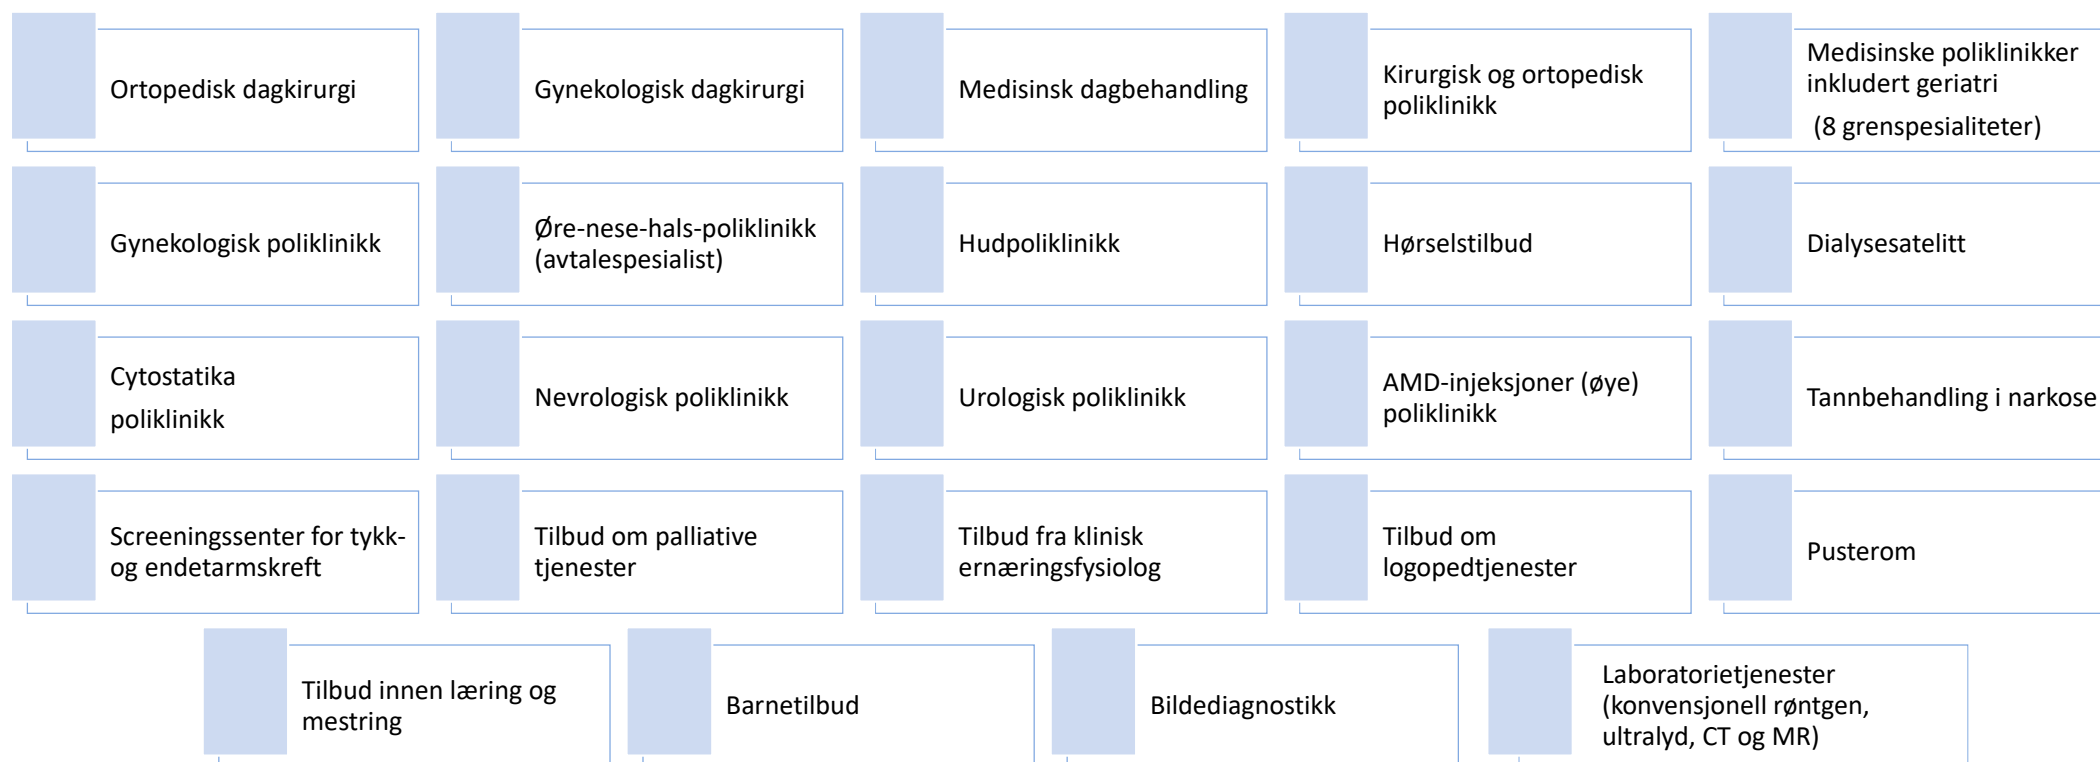 Ortopedisk dagkirurgi
Gynekologisk dagkirurgi
Medisinsk dagbehandling
Kirurgisk og ortopedisk
poliklinikk
Medisinske poliklinikker
inkludert geriatri
(8 grenspesialiteter)
Gynekologisk poliklinikk
Øre-nese-hals-poliklinikk
(avtalespesialist)
Hudpoliklinikk
Hørselstilbud
Dialysesatelitt
Cytostatika
poliklinikk
Nevrologisk poliklinikk
Urologisk poliklinikk
AMD-injeksjoner (øye)
poliklinikk
Tannbehandling i narkose
Screeningssenter for tykk-
og endetarmskreft
Tilbud om palliative
tjenester
Tilbud fra klinisk
ernæringsfysiolog
Tilbud om
logopedtjenester
Pusterom
Tilbud innen læring og
mestring
Barnetilbud
Bildediagnostikk
Laboratorietjenester
(konvensjonell røntgen,
ultralyd, CT og MR)